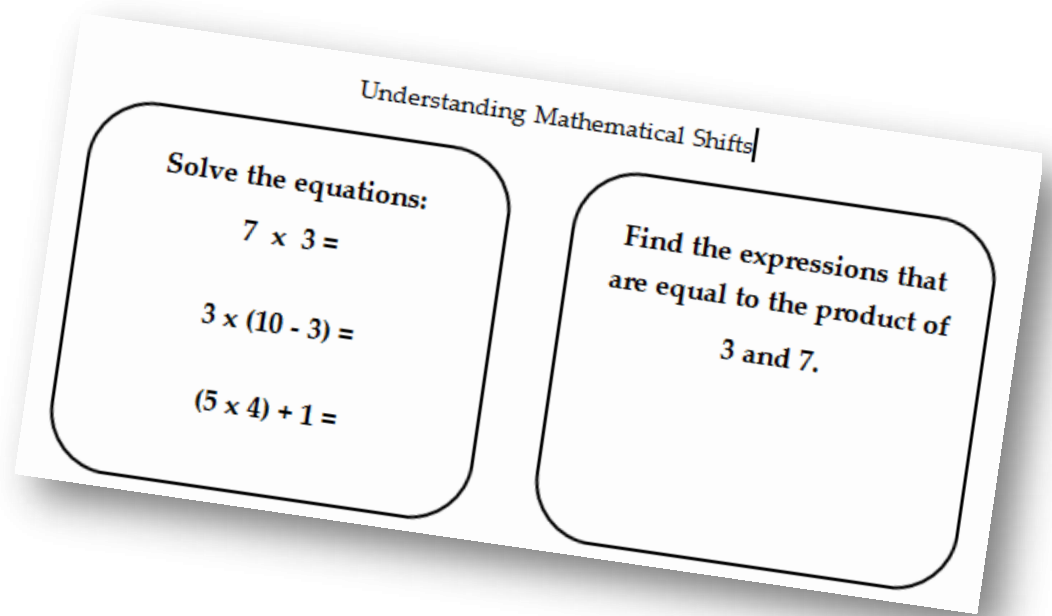 Understanding Mathematical Shifts
Solve the equations:
7 x 3 =
3 x (10 - 3) =
(5 x 4) + 1 =
Find the expressions that
are equal to the product of
3 and 7.